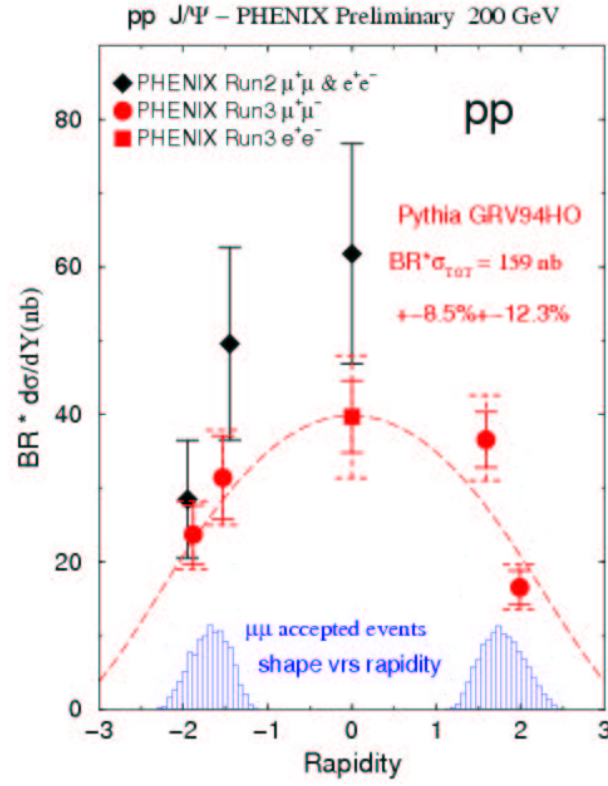 pp J/Ψ – PHENIX Preliminary 200 GeV
PHENIX Run2 μ⁺μ & e⁺e⁻
PHENIX Run3 μ⁺μ⁻
PHENIX Run3 e⁺e⁻
pp
Pythia GRV94HO
BR*σ_TOT = 159 nb
+−8.5%+−12.3%
μμ accepted events
shape vrs rapidity
BR * dσ/dY(nb)
80
60
40
20
0
−3 −2 −1 0 1 2 3
Rapidity